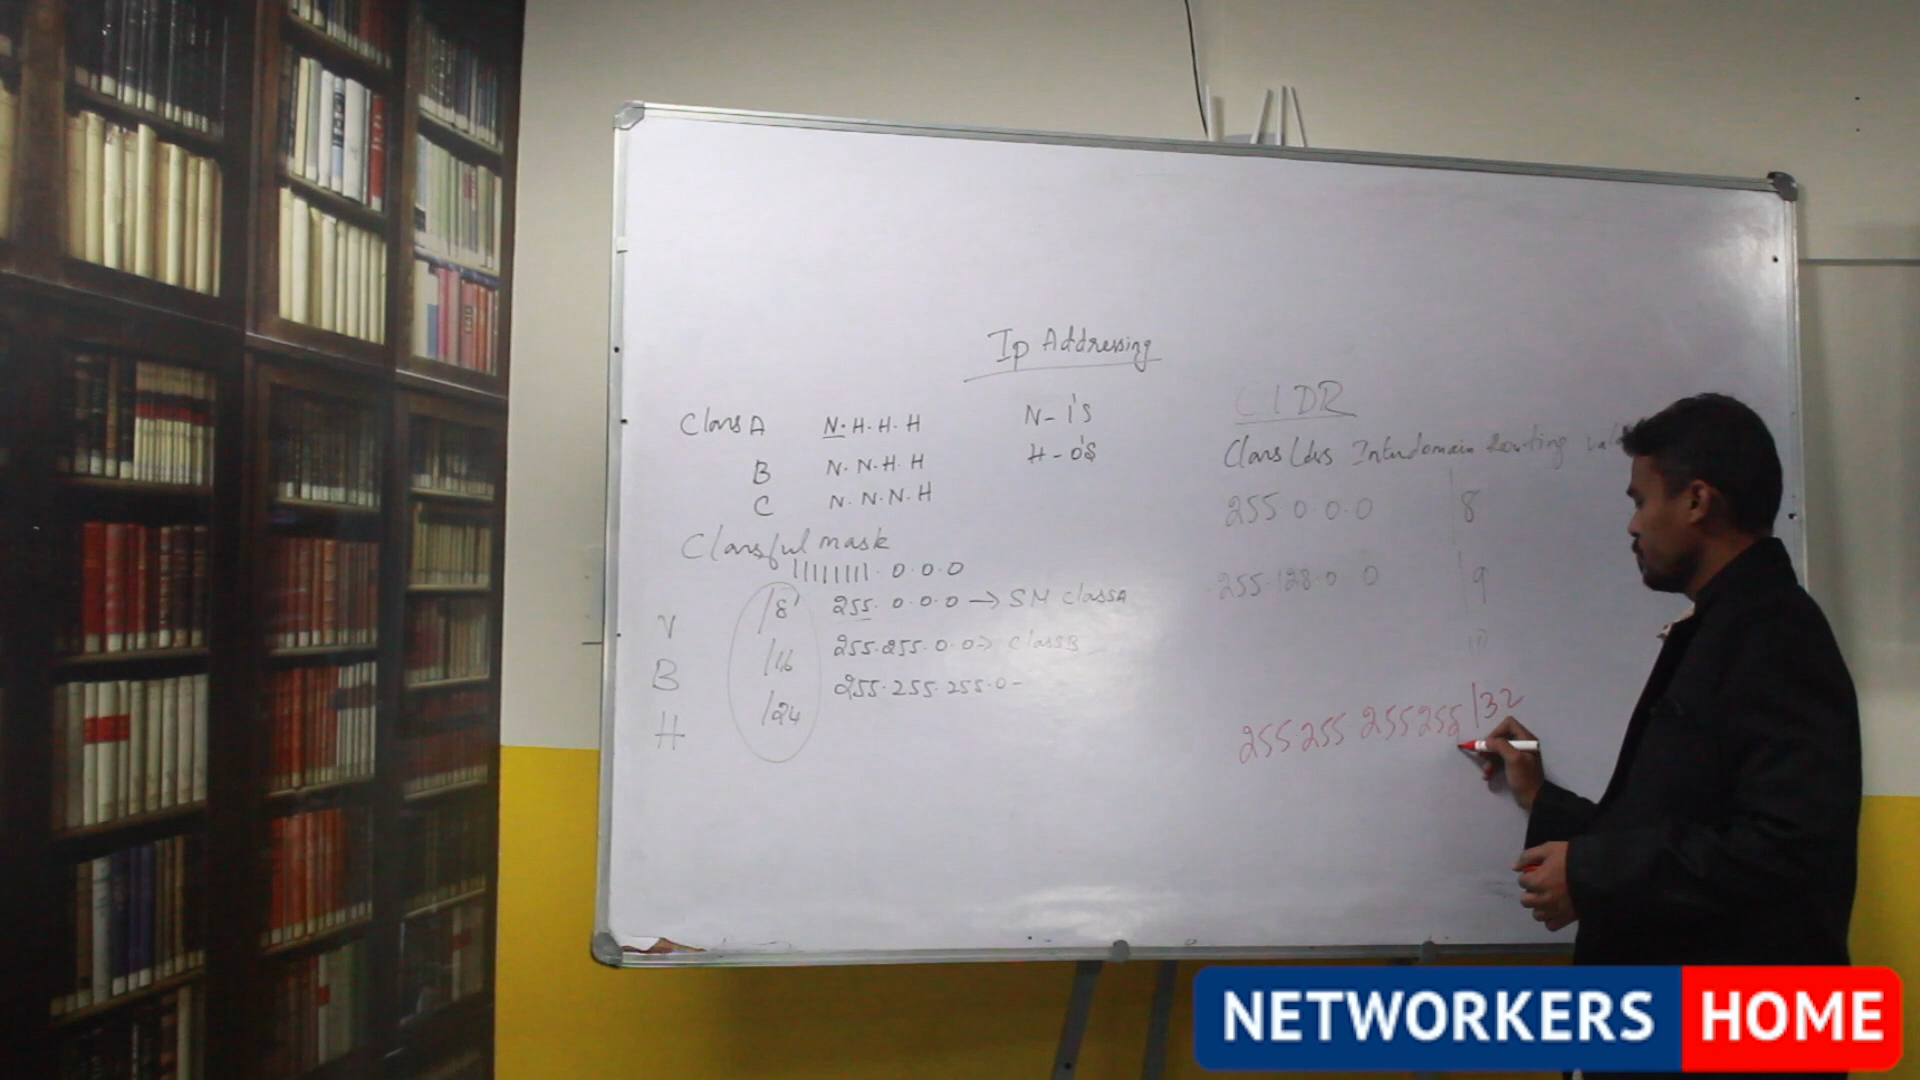 Ip Addressing
Class A N.H.H.H N-1's
B N.N.H.H H-0's
C N.N.N.H
Classful mask
11111111.0.0.0
/8 255.0.0.0 → SM Class A
/16 255.255.0.0 → Class B
B
/24 255.255.255.0-
H
CIDR
Class Less Interdomain Routing
255 0.0.0 /8
255.128.0 0 /9
10
255 255 255 255 /32
NETWORKERS HOME